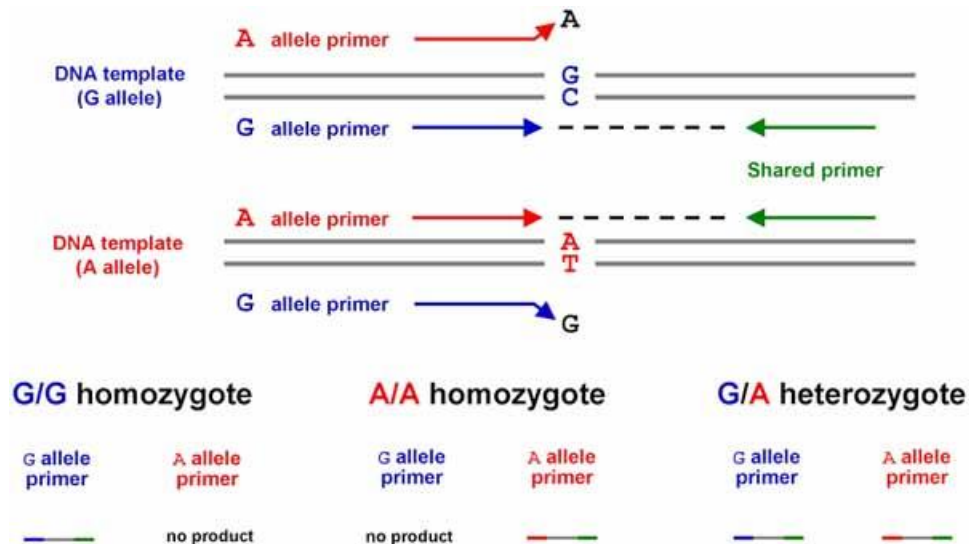 A
A allele primer
DNA template
(G allele)
G
C
G allele primer
Shared primer
A allele primer
DNA template
(A allele)
A
T
G allele primer
G
G/G homozygote
A/A homozygote
G/A heterozygote
G allele
primer
A allele
primer
G allele
primer
A allele
primer
G allele
primer
A allele
primer
no product
no product